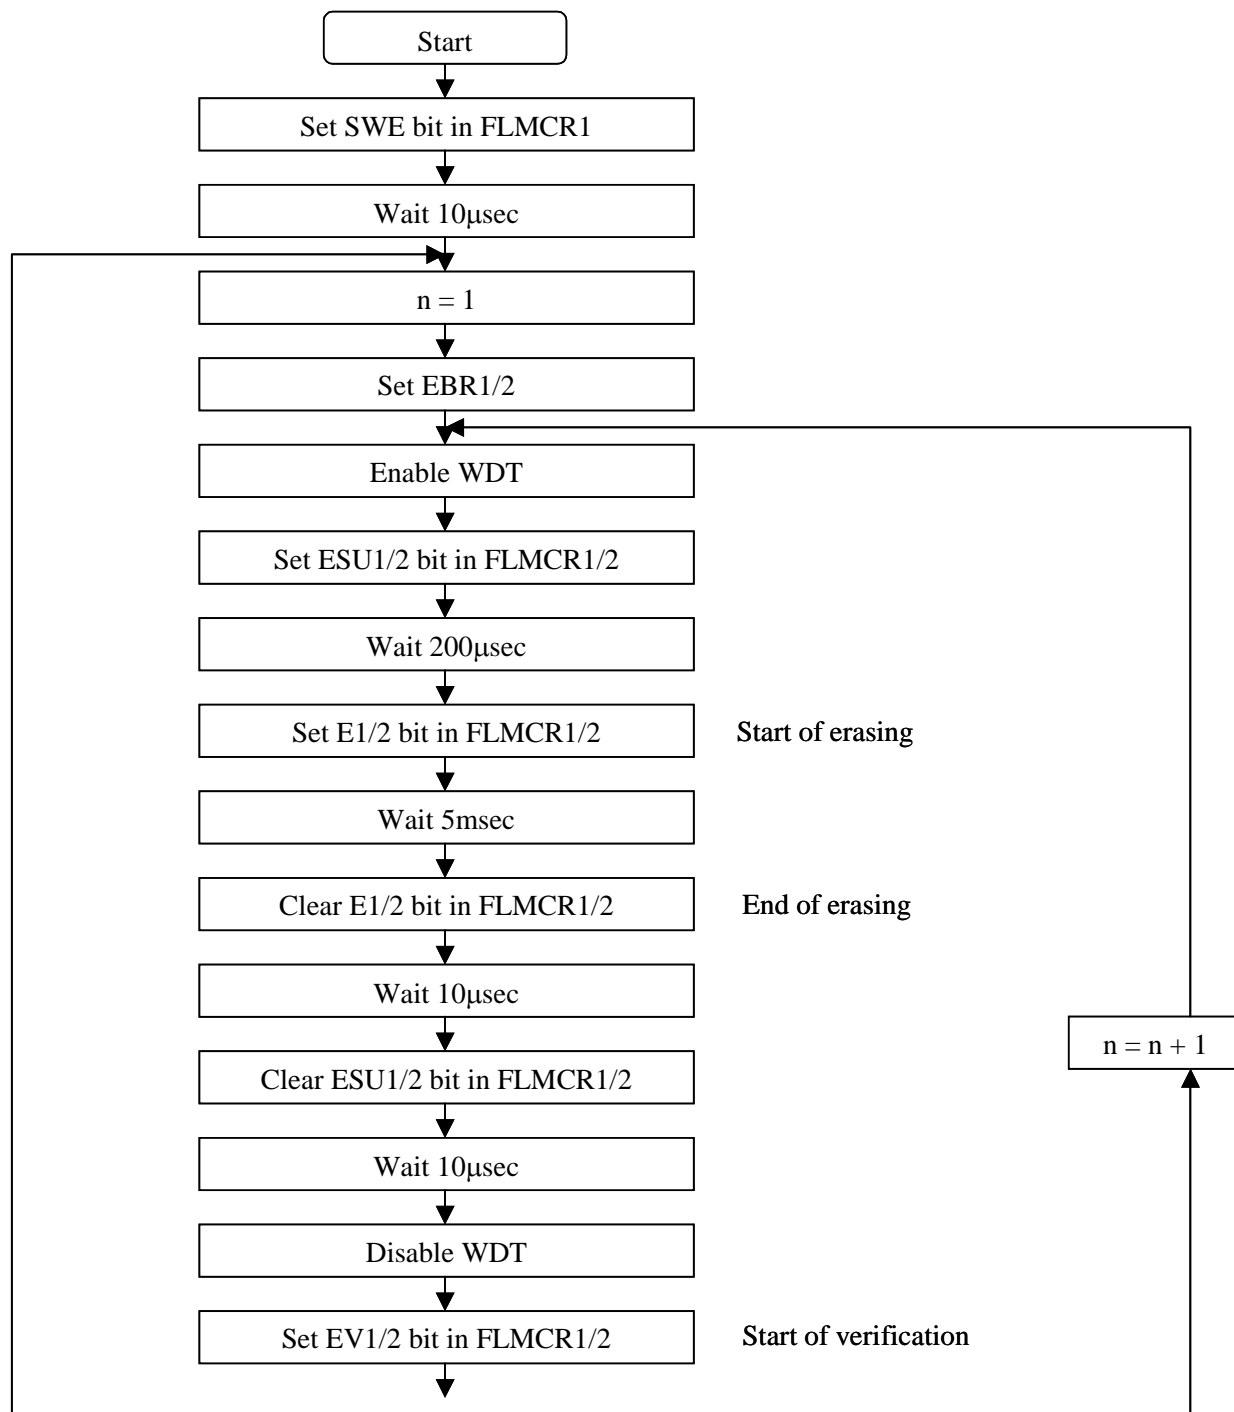 Start
Set SWE bit in FLMCR1
Wait 10μsec
n = 1
Set EBR1/2
Enable WDT
Set ESU1/2 bit in FLMCR1/2
Wait 200μsec
Set E1/2 bit in FLMCR1/2
Start of erasing
Wait 5msec
Clear E1/2 bit in FLMCR1/2
End of erasing
Wait 10μsec
n = n + 1
Clear ESU1/2 bit in FLMCR1/2
Wait 10μsec
Disable WDT
Set EV1/2 bit in FLMCR1/2
Start of verification